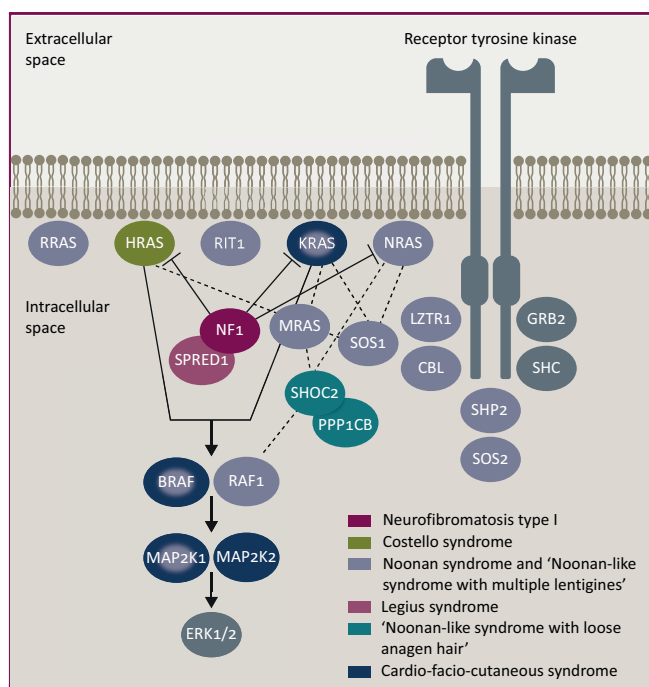 Extracellular
space
Receptor tyrosine kinase
RRAS
HRAS
RIT1
KRAS
NRAS
Intracellular
space
NF1
SPRED1
MRAS
SOS1
LZTR1
GRB2
CBL
SHC
SHOC2
PPP1CB
SHP2
SOS2
BRAF
RAF1
MAP2K1
MAP2K2
ERK1/2
Neurofibromatosis type I
Costello syndrome
Noonan syndrome and ‘Noonan-like
syndrome with multiple lentigines’
Legius syndrome
‘Noonan-like syndrome with loose
anagen hair’
Cardio-facio-cutaneous syndrome